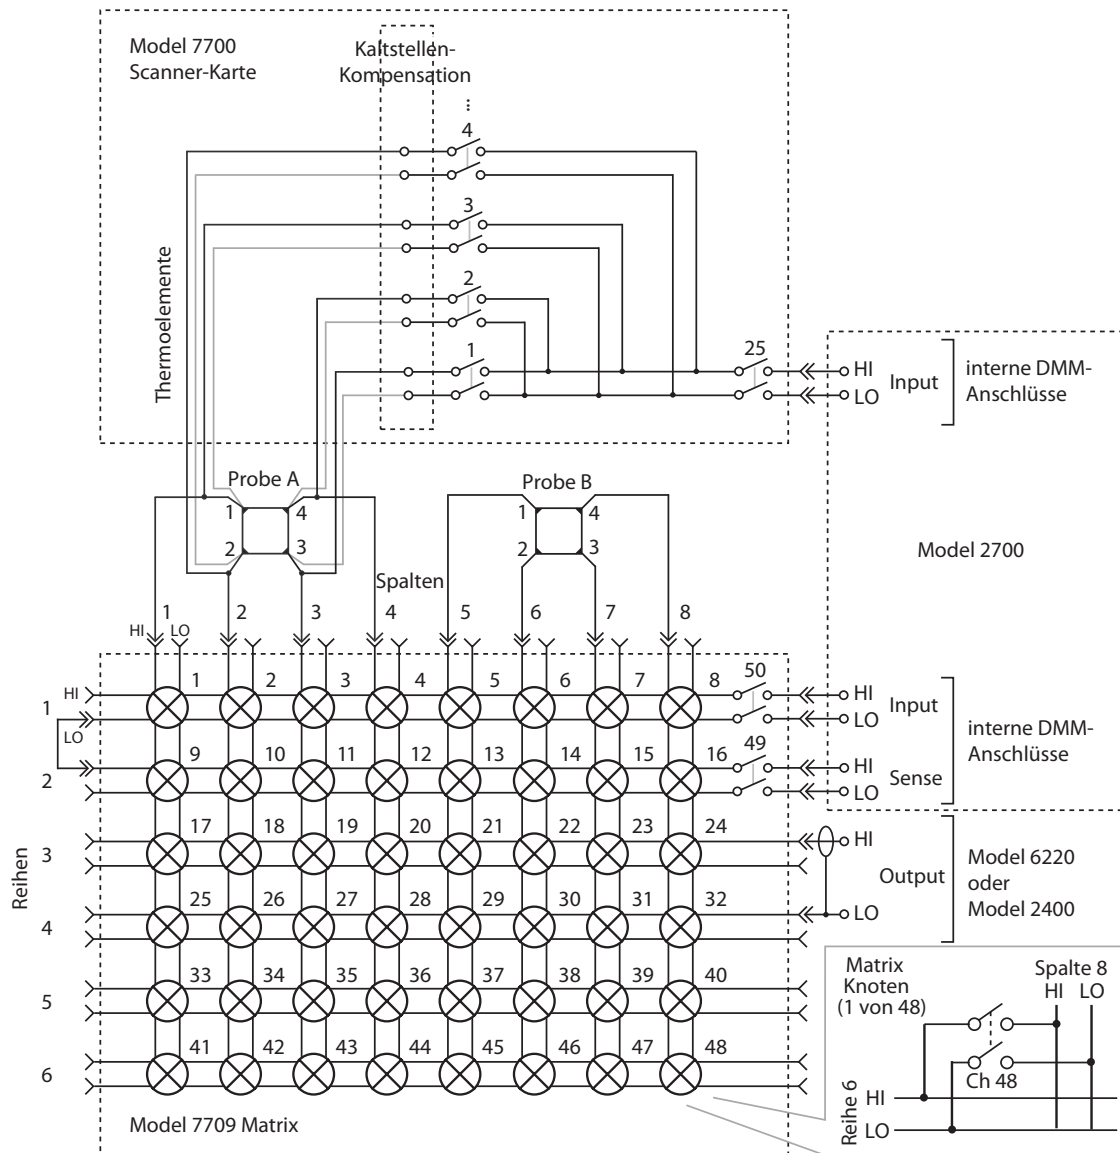 Model 7700
Scanner-Karte
Kaltstellen-
Kompensation
...
4
3
2
1
25
Thermoelemente
HI
LO
Input
interne DMM-
Anschlüsse
Probe A
1
4
2
3
Probe B
1
4
2
3
Model 2700
Spalten
1 2 3 4 5 6 7 8
HI LO
Reihen
HI
1
LO
1 2 3 4 5 6 7 8
50
HI
LO
Input
2
9 10 11 12 13 14 15 16
49
HI
LO
Sense
interne DMM-
Anschlüsse
3
17 18 19 20 21 22 23 24
HI
4
25 26 27 28 29 30 31 32
LO
Output
Model 6220
oder
Model 2400
5
33 34 35 36 37 38 39 40
6
41 42 43 44 45 46 47 48
Model 7709 Matrix
Matrix
Knoten
(1 von 48)
Spalte 8
HI LO
Ch 48
Reihe 6
HI
LO